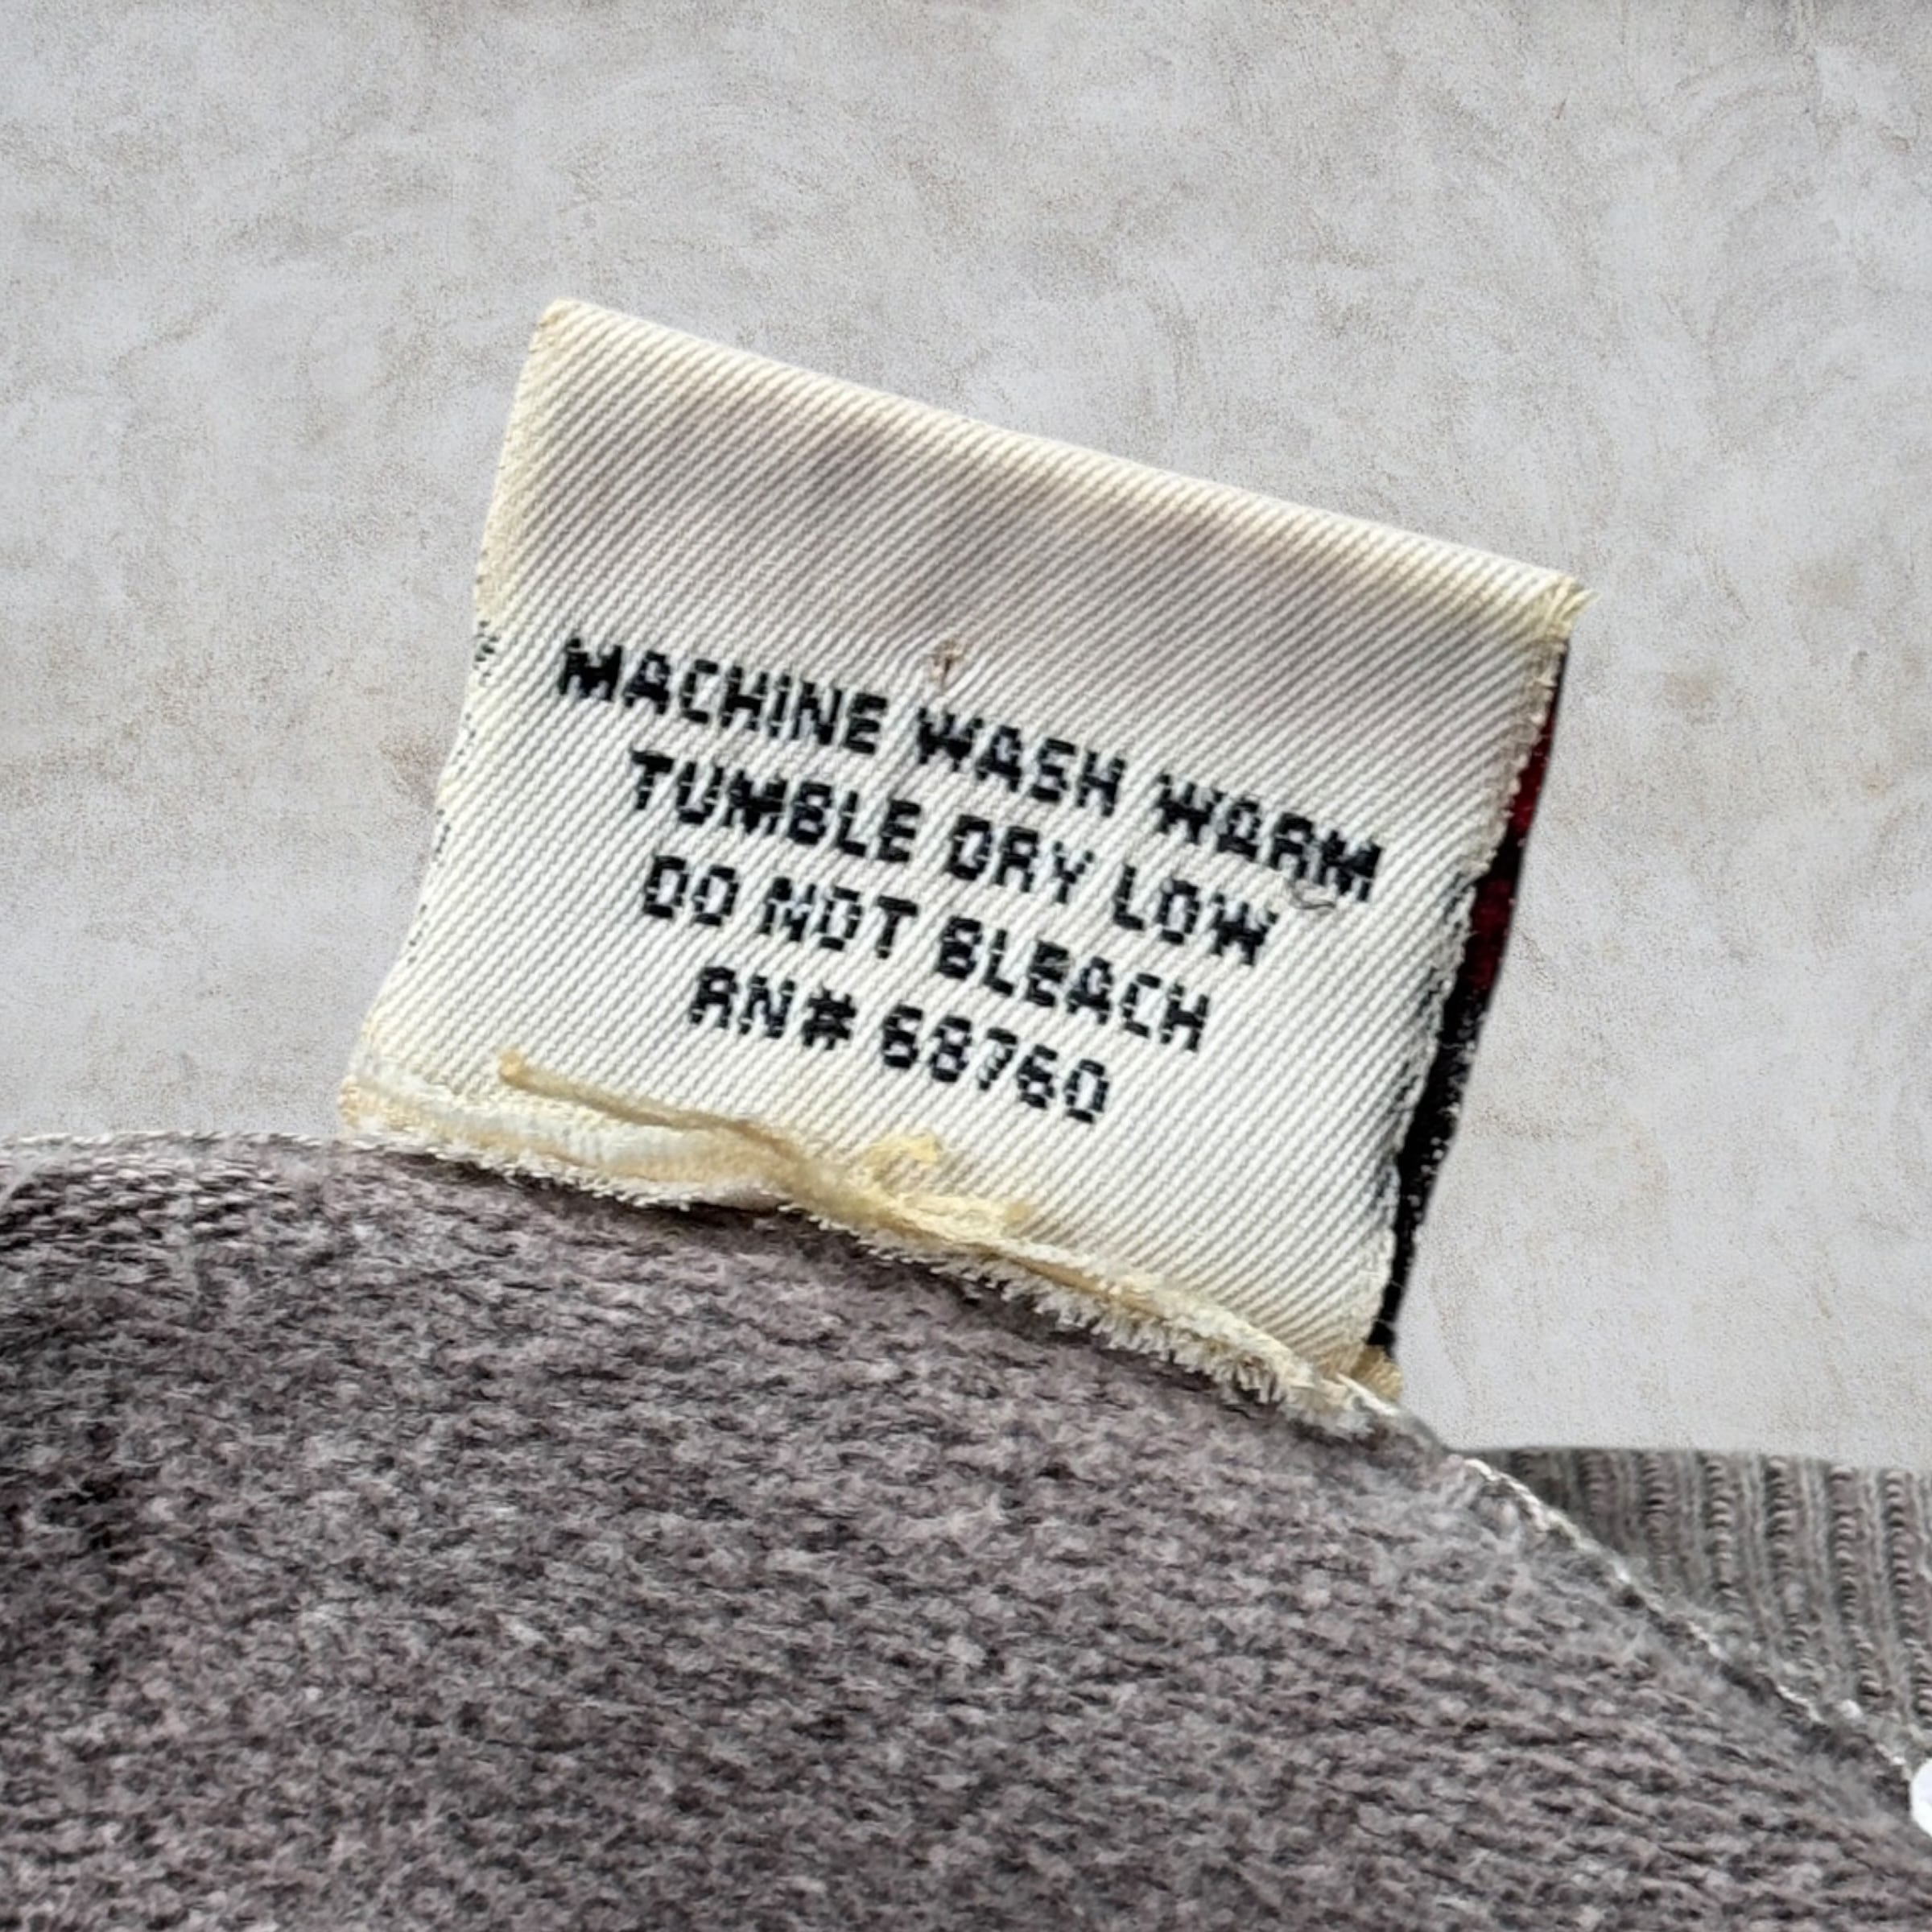 MACHINE WASH WARM
TUMBLE DRY LOW
DO NOT BLEACH
RN# 68760